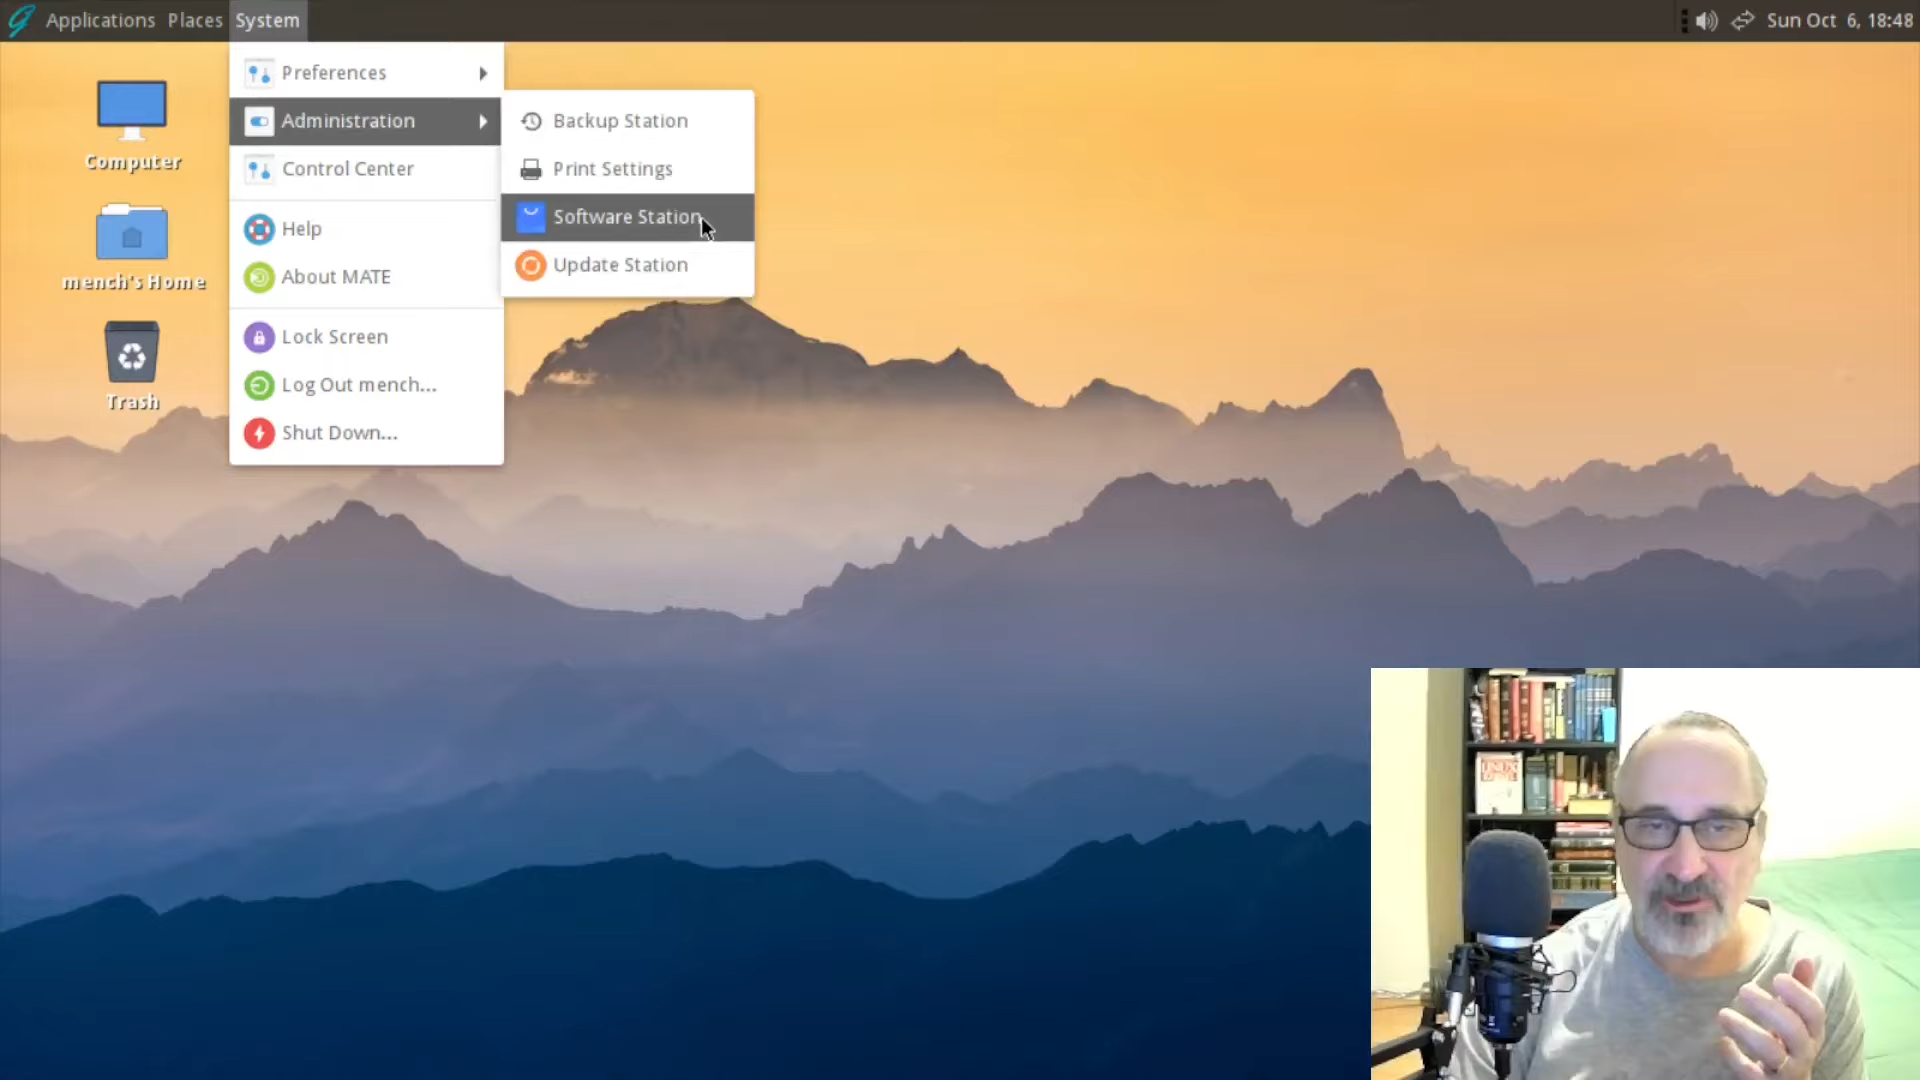 Applications Places System
Sun Oct 6, 18:48
Computer
mench's Home
Trash
Preferences
Administration
Control Center
Help
About MATE
Lock Screen
Log Out mench...
Shut Down...
Backup Station
Print Settings
Software Station
Update Station